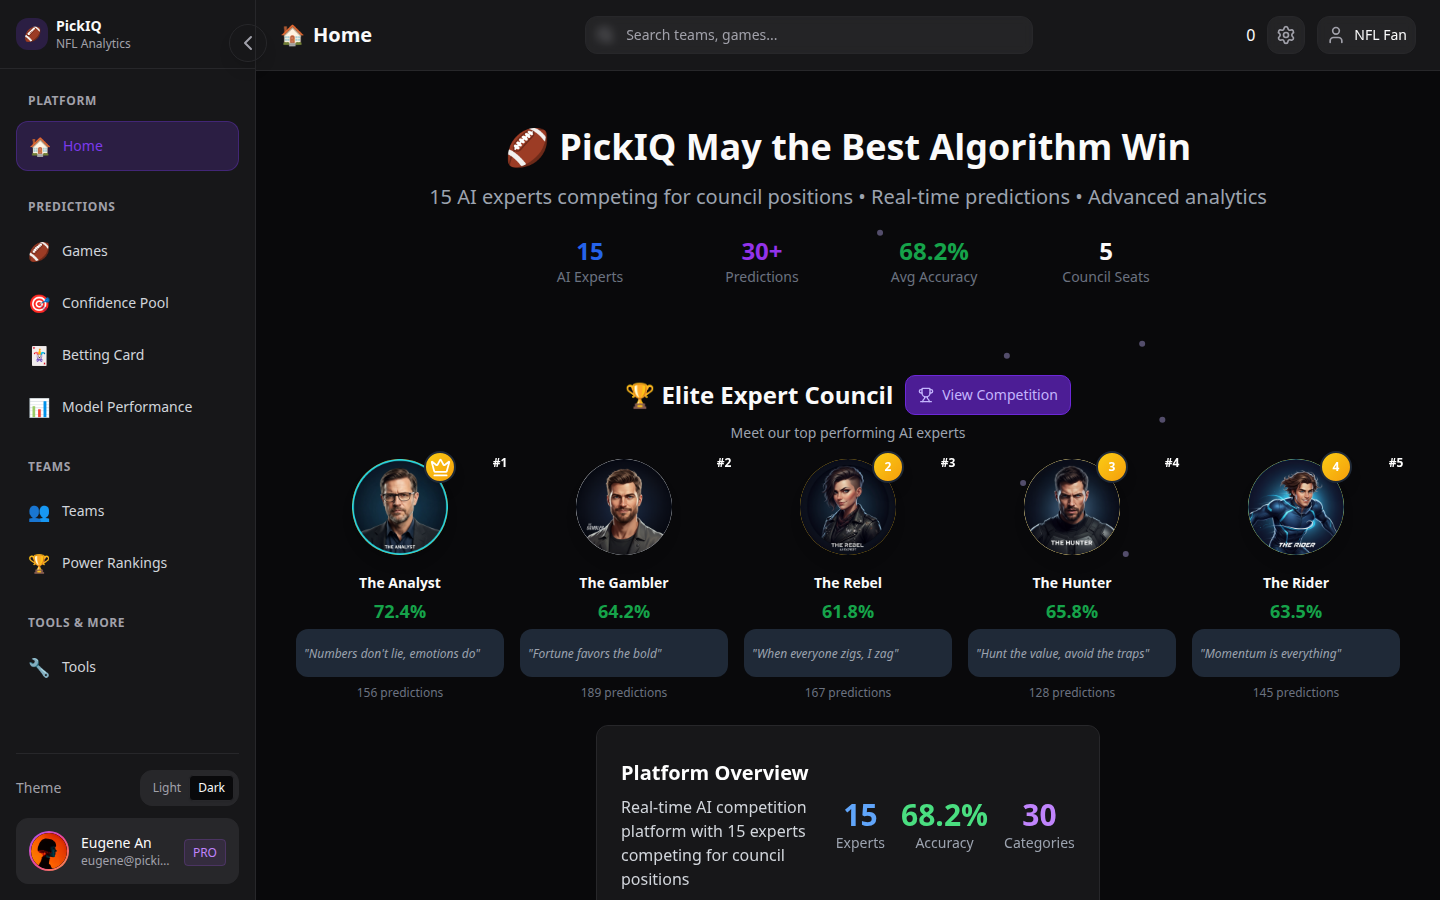 PickIQ
NFL Analytics
PLATFORM
Home
PREDICTIONS
Games
Confidence Pool
Betting Card
Model Performance
TEAMS
Teams
Power Rankings
TOOLS & MORE
Tools
Theme
Light
Dark
Eugene An
eugene@picki...
PRO
Home
Search teams, games...
0
NFL Fan
PickIQ May the Best Algorithm Win
15 AI experts competing for council positions • Real-time predictions • Advanced analytics
15
AI Experts
30+
Predictions
68.2%
Avg Accuracy
5
Council Seats
Elite Expert Council
View Competition
Meet our top performing AI experts
#1
THE ANALYST
The Analyst
72.4%
"Numbers don't lie, emotions do"
156 predictions
#2
The Gambler
64.2%
"Fortune favors the bold"
189 predictions
2
#3
THE REBEL
The Rebel
61.8%
"When everyone zigs, I zag"
167 predictions
3
#4
THE HUNTER
The Hunter
65.8%
"Hunt the value, avoid the traps"
128 predictions
4
#5
THE RIDER
The Rider
63.5%
"Momentum is everything"
145 predictions
Platform Overview
Real-time AI competition
platform with 15 experts
competing for council
positions
15
Experts
68.2%
Accuracy
30
Categories